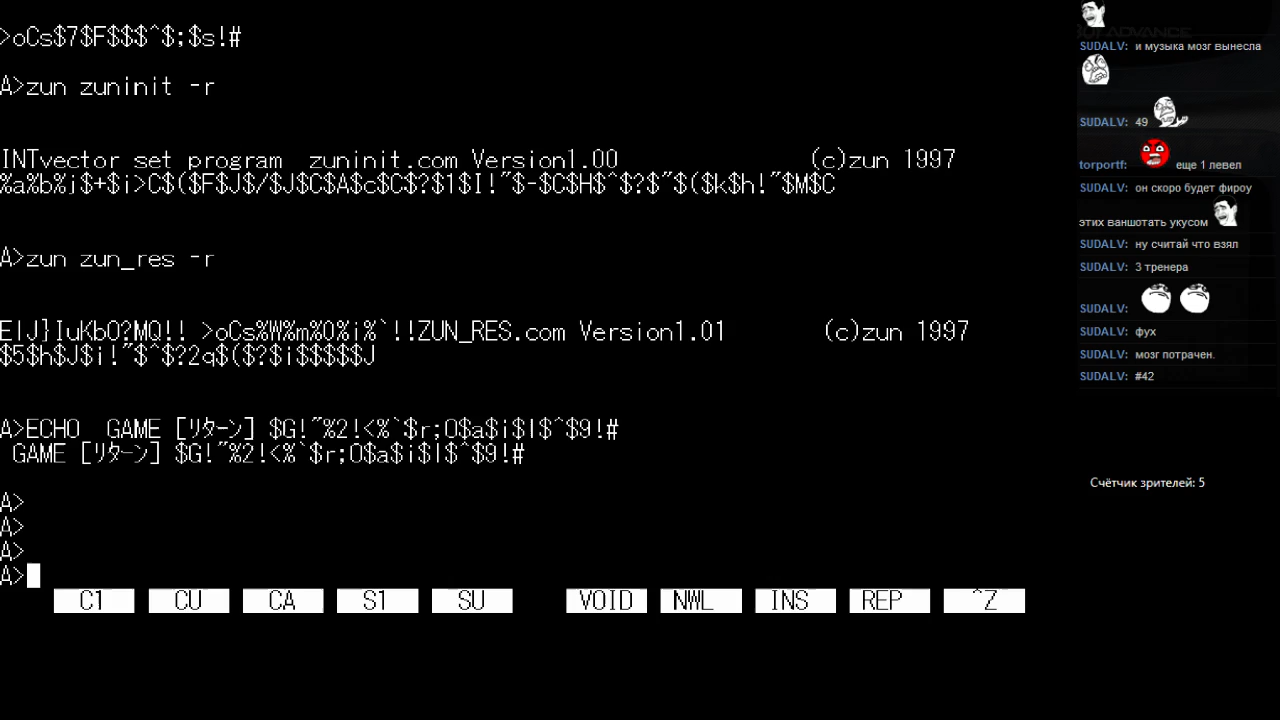 >oCs$7$F$$$^$;$s!#
A>zun zuninit -r
INTvector set program zuninit.com Version1.00 (c)zun 1997
%a%b%j$+$i>C$($F$J$/$J$C$A$c$C$?$1$I!"$-$C$H$^$?$"$($k$h!"$M$C
A>zun zun_res -r
E|J}IuKbO?MQ!! >oCs%W%m%0%i%`!!ZUN_RES.com Version1.01 (c)zun 1997
$5$h$J$i!"$^$?2q$($?$i$$$$$J
A>ECHO GAME [リターン] $G!"%2!<%`$r;O$a$i$l$^$9!#
GAME [リターン] $G!"%2!<%`$r;O$a$i$l$^$9!#
A>
A>
A>
A>
C1 CU CA S1 SU VOID NWL INS REP ^Z
SUDALV: и музыка мозг вынесла
SUDALV: 49
torportf: еще 1 левел
SUDALV: он скоро будет фироу
этих ваншотать укусом
SUDALV: ну считай что взял
SUDALV: 3 тренера
SUDALV:
SUDALV: фух
SUDALV: мозг потрачен.
SUDALV: #42
Счётчик зрителей: 5